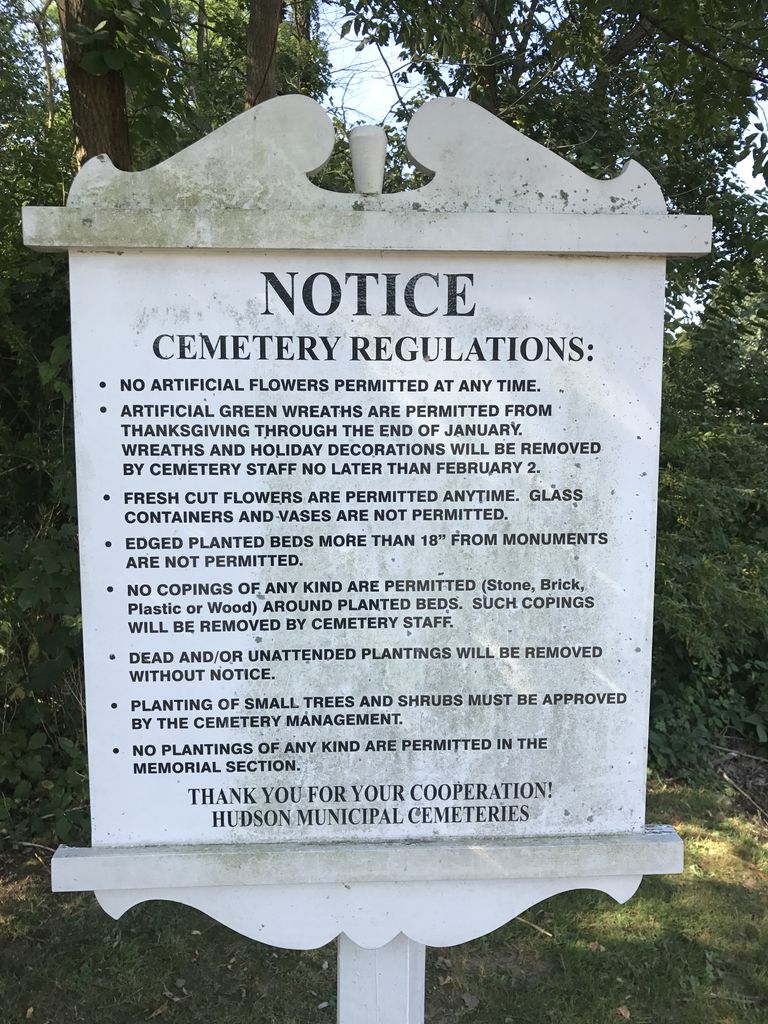 NOTICE
CEMETERY REGULATIONS:
• NO ARTIFICIAL FLOWERS PERMITTED AT ANY TIME.
• ARTIFICIAL GREEN WREATHS ARE PERMITTED FROM
THANKSGIVING THROUGH THE END OF JANUARY.
WREATHS AND HOLIDAY DECORATIONS WILL BE REMOVED
BY CEMETERY STAFF NO LATER THAN FEBRUARY 2.
• FRESH CUT FLOWERS ARE PERMITTED ANYTIME. GLASS
CONTAINERS AND VASES ARE NOT PERMITTED.
• EDGED PLANTED BEDS MORE THAN 18" FROM MONUMENTS
ARE NOT PERMITTED.
• NO COPINGS OF ANY KIND ARE PERMITTED (Stone, Brick,
Plastic or Wood) AROUND PLANTED BEDS. SUCH COPINGS
WILL BE REMOVED BY CEMETERY STAFF.
• DEAD AND/OR UNATTENDED PLANTINGS WILL BE REMOVED
WITHOUT NOTICE.
• PLANTING OF SMALL TREES AND SHRUBS MUST BE APPROVED
BY THE CEMETERY MANAGEMENT.
• NO PLANTINGS OF ANY KIND ARE PERMITTED IN THE
MEMORIAL SECTION.
THANK YOU FOR YOUR COOPERATION!
HUDSON MUNICIPAL CEMETERIES